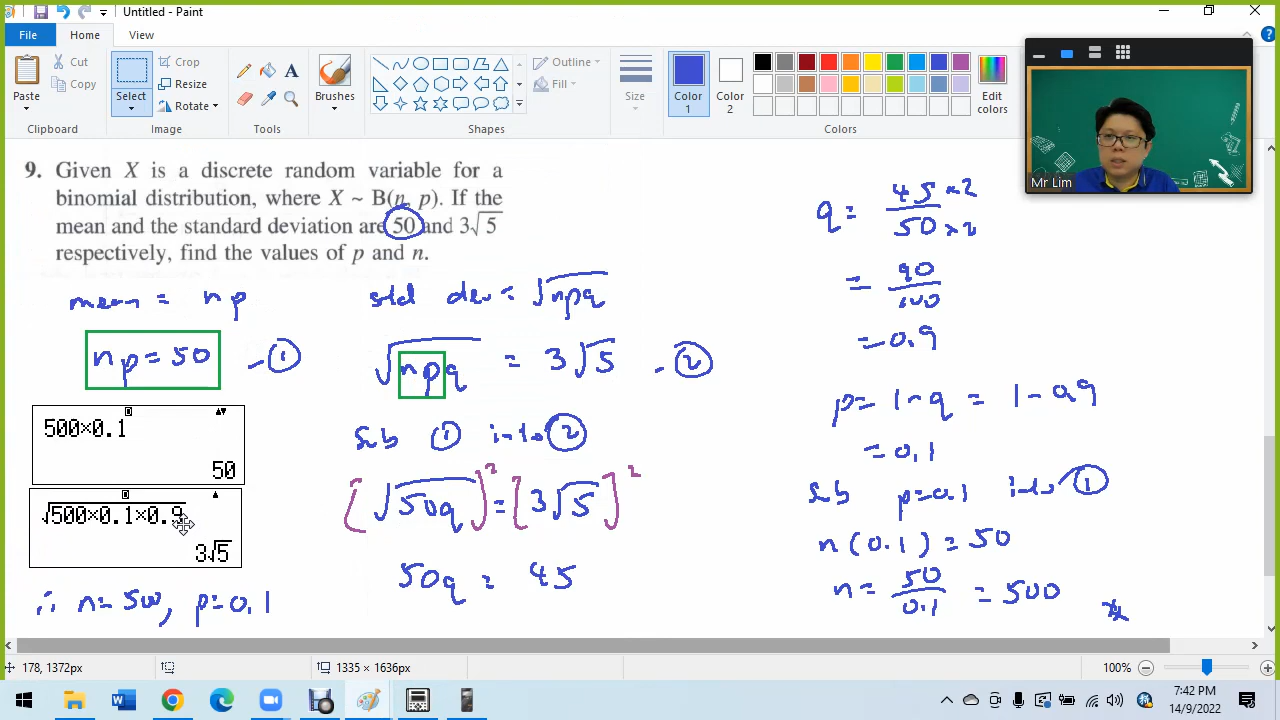 Untitled - Paint
File Home View
Paste
Cut
Copy
Clipboard
Select
Crop
Resize
Rotate
Image
Tools
Brushes
Shapes
Outline
Fill
Size
Color 1
Color 2
Edit colors
Colors
Mr Lim
9. Given X is a discrete random variable for a
binomial distribution, where X ~ B(n, p). If the
mean and the standard deviation are 50 and 3√5
respectively, find the values of p and n.
mean = np
np = 50 - ①
500×0.1
50
√500×0.1×0.9
3√5
∴ n = 500, p = 0.1
std dev = √npq
√npq = 3√5 - ②
sub ① into ②
[√50q]² = [3√5]²
50q = 45
q = 45 ×2
50 ×2
= 90
100
= 0.9
p = 1 - q = 1 - 0.9
= 0.1
sub p = 0.1 into ①
n(0.1) = 50
n = 50/0.1 = 500
178, 1372px
1335 × 1636px
100%
7:42 PM
14/9/2022